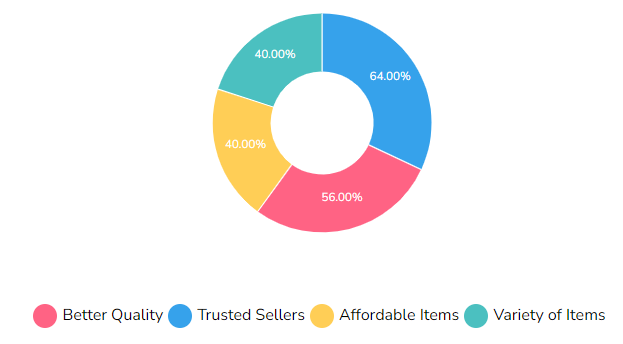 40.00%
64.00%
40.00%
56.00%
Better Quality Trusted Sellers Affordable Items Variety of Items